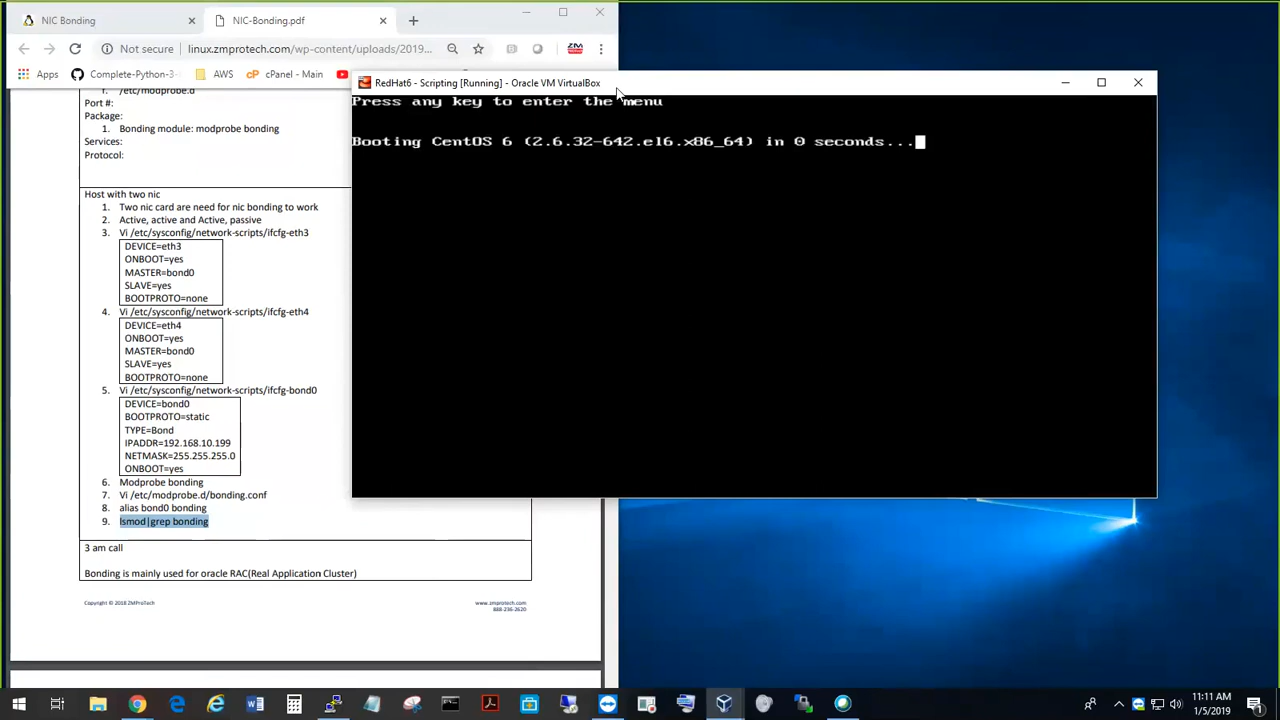 NIC Bonding
NIC-Bonding.pdf
Not secure
linux.zmprotech.com/wp-content/uploads/2019...
Apps
Complete-Python-3
AWS
cPanel - Main
RedHat6 - Scripting [Running] - Oracle VM VirtualBox
Press any key to enter the menu
Booting CentOS 6 (2.6.32-642.el6.x86_64) in 0 seconds...
f. /etc/modprobe.d
Port #:
Package:
1. Bonding module: modprobe bonding
Services:
Protocol:
Host with two nic
1. Two nic card are need for nic bonding to work
2. Active, active and Active, passive
3. Vi /etc/sysconfig/network-scripts/ifcfg-eth3
DEVICE=eth3
ONBOOT=yes
MASTER=bond0
SLAVE=yes
BOOTPROTO=none
4. Vi /etc/sysconfig/network-scripts/ifcfg-eth4
DEVICE=eth4
ONBOOT=yes
MASTER=bond0
SLAVE=yes
BOOTPROTO=none
5. Vi /etc/sysconfig/network-scripts/ifcfg-bond0
DEVICE=bond0
BOOTPROTO=static
TYPE=Bond
IPADDR=192.168.10.199
NETMASK=255.255.255.0
ONBOOT=yes
6. Modprobe bonding
7. Vi /etc/modprobe.d/bonding.conf
8. alias bond0 bonding
9. lsmod|grep bonding
3 am call
Bonding is mainly used for oracle RAC(Real Application Cluster)
Copyright © 2018 ZMProTech
www.zmprotech.com
888-236-2620
11:11 AM
1/5/2019